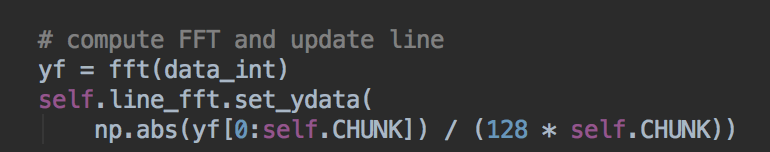 # compute FFT and update line
yf = fft(data_int)
self.line_fft.set_ydata(
np.abs(yf[0:self.CHUNK]) / (128 * self.CHUNK))